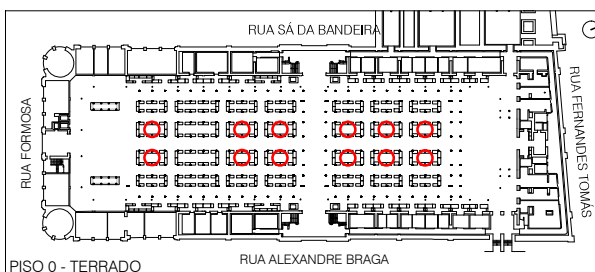 RUA SÁ DA BANDEIRA
RUA FORMOSA
RUA FERNANDES TOMÁS
RUA ALEXANDRE BRAGA
PISO 0 - TERRADO